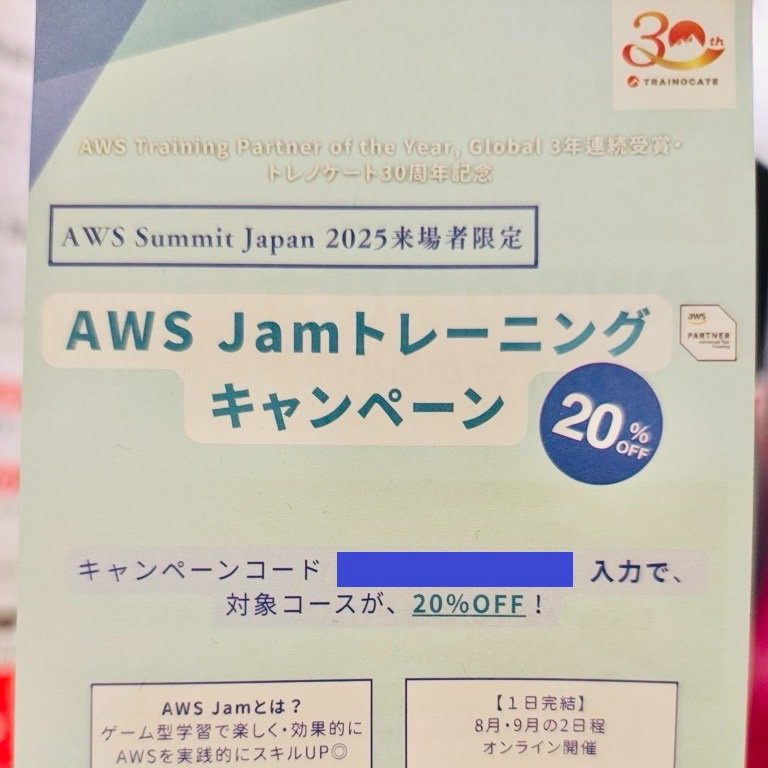 30th
TRAINOCATE
AWS Training Partner of the Year, Global 3年連続受賞・
トレノケート30周年記念
AWS Summit Japan 2025来場者限定
AWS Jamトレーニング
キャンペーン
aws
PARTNER
Advanced Tier
Training
20%
OFF
キャンペーンコード 入力で、
対象コースが、20%OFF！
AWS Jamとは？
ゲーム型学習で楽しく・効果的に
AWSを実践的にスキルUP◎
【１日完結】
8月・9月の2日程
オンライン開催